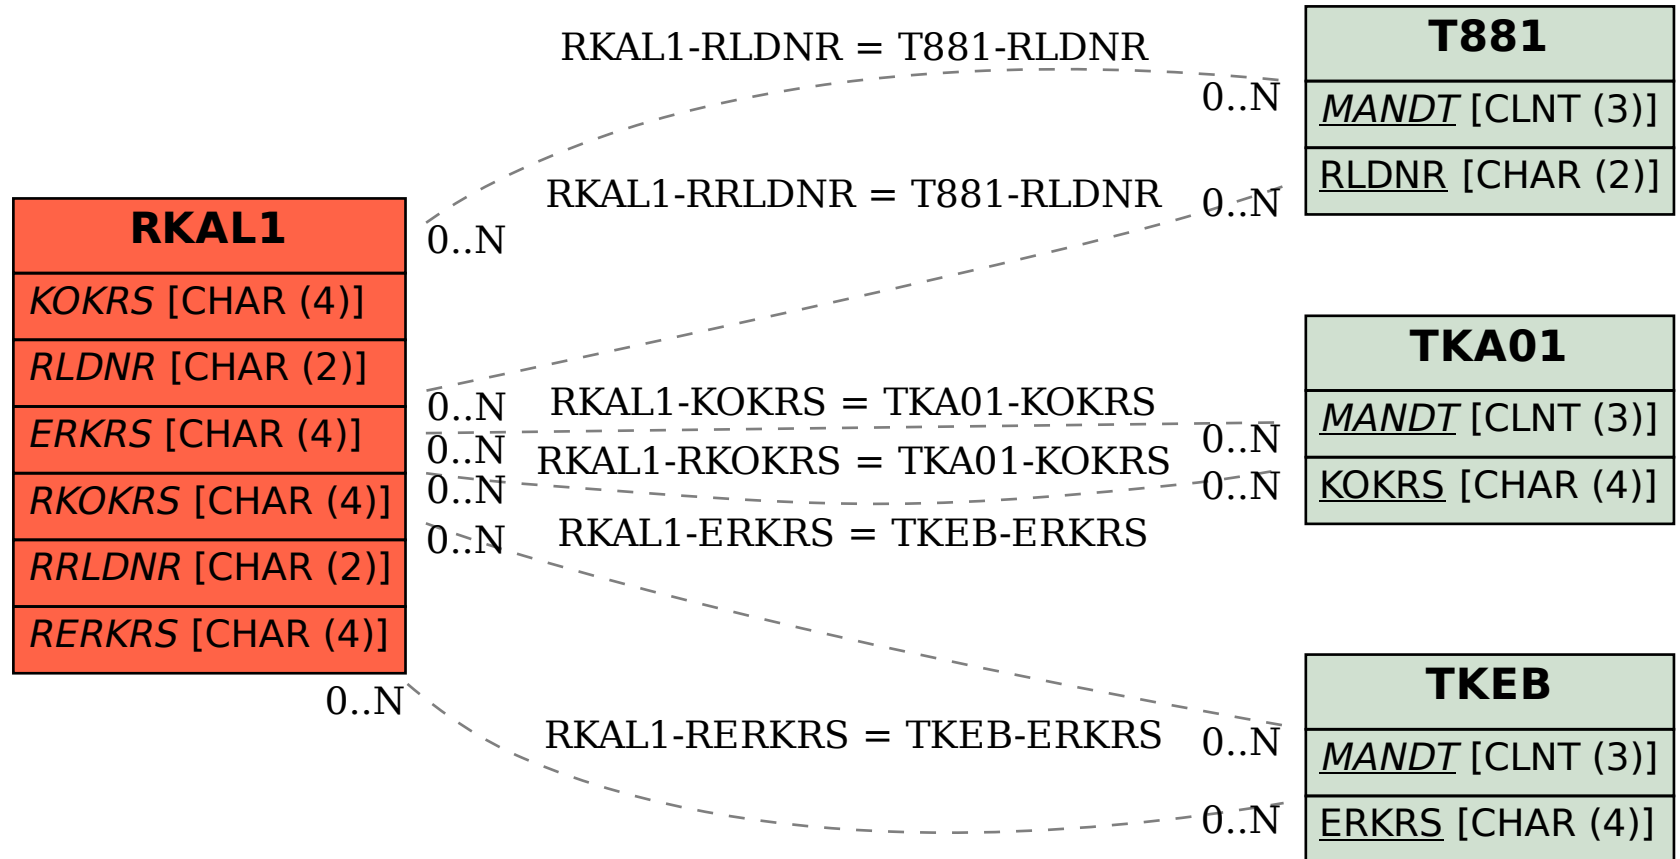 RKAL1
KOKRS [CHAR (4)]
RLDNR [CHAR (2)]
ERKRS [CHAR (4)]
RKOKRS [CHAR (4)]
RRLDNR [CHAR (2)]
RERKRS [CHAR (4)]
RKAL1-RLDNR = T881-RLDNR
0..N
0..N
RKAL1-RRLDNR = T881-RLDNR
0..N
0..N
RKAL1-KOKRS = TKA01-KOKRS
0..N
0..N
RKAL1-RKOKRS = TKA01-KOKRS
0..N
0..N
RKAL1-ERKRS = TKEB-ERKRS
0..N
0..N
RKAL1-RERKRS = TKEB-ERKRS
0..N
0..N
T881
MANDT [CLNT (3)]
RLDNR [CHAR (2)]
TKA01
MANDT [CLNT (3)]
KOKRS [CHAR (4)]
TKEB
MANDT [CLNT (3)]
ERKRS [CHAR (4)]